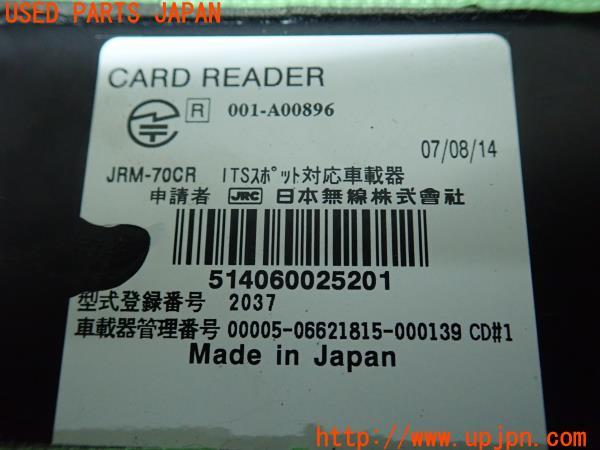 USED PARTS JAPAN
CARD READER
R 001-A00896
07/08/14
JRM-70CR ITSスポット対応車載器
申請者 JRC 日本無線株式會社
514060025201
型式登録番号 2037
車載器管理番号 00005-06621815-000139 CD#1
Made in Japan
http://www.upjpn.com/